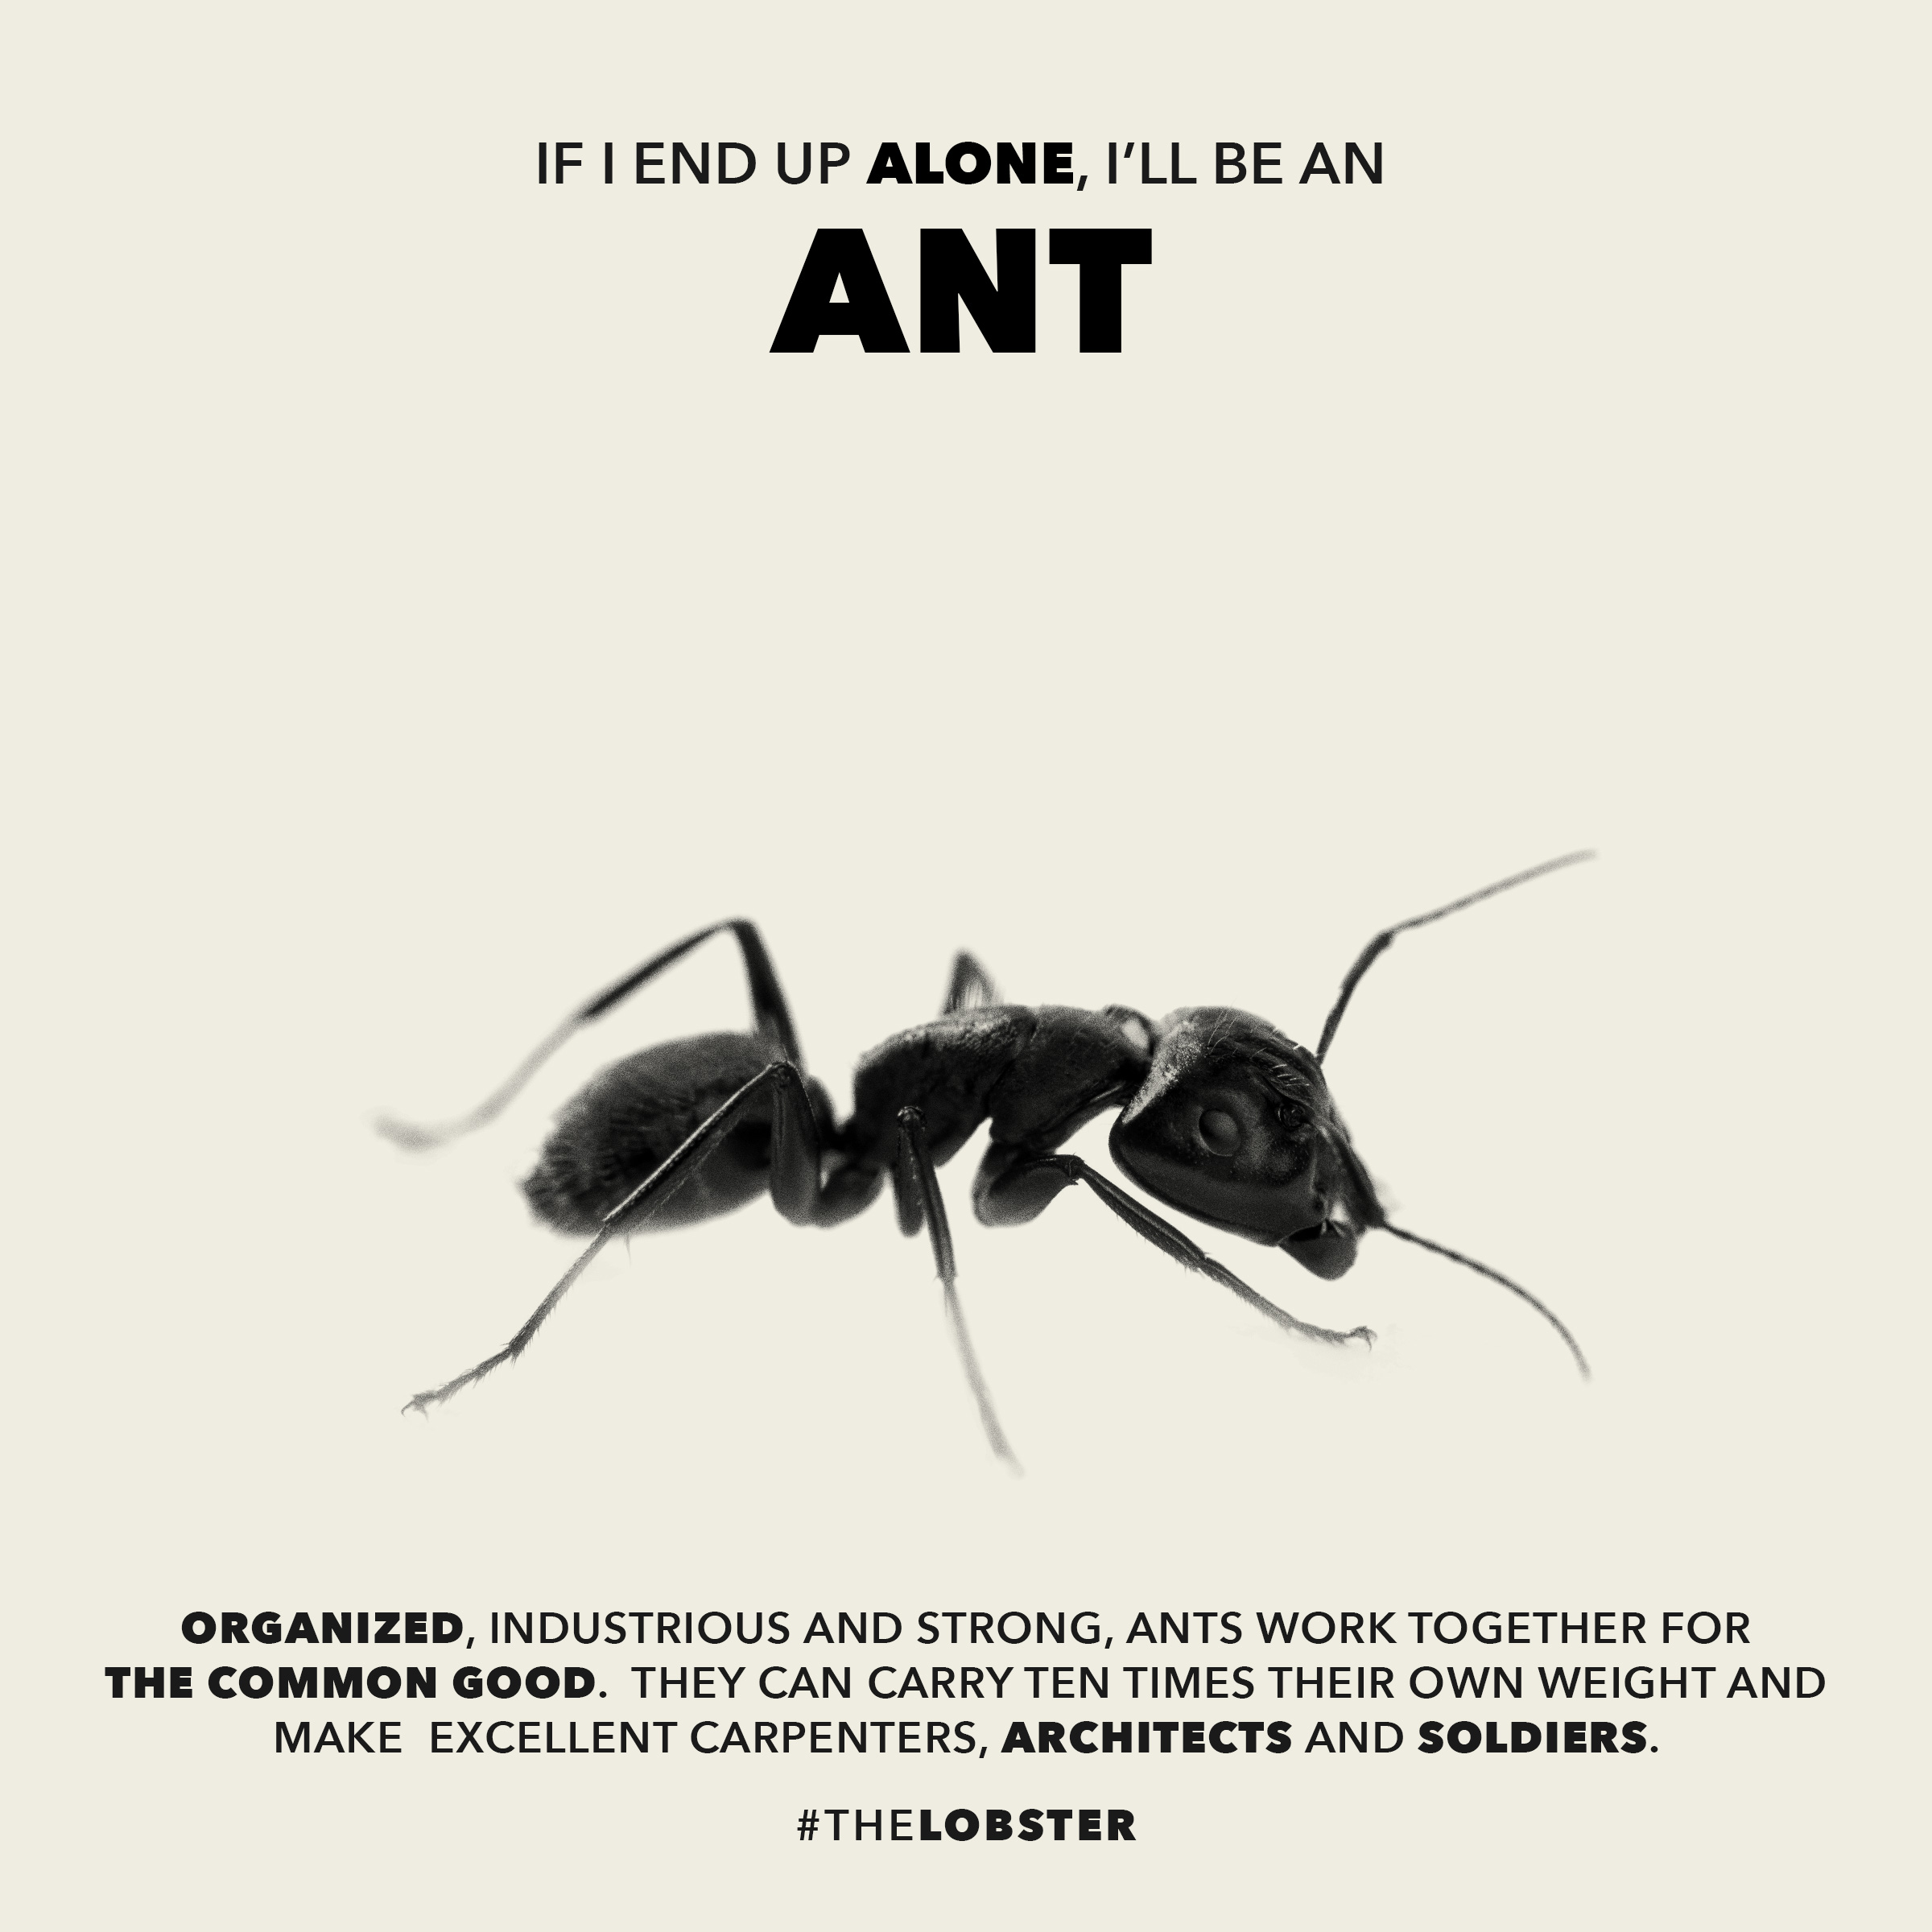 IF I END UP ALONE, I’LL BE AN
ANT
ORGANIZED, INDUSTRIOUS AND STRONG, ANTS WORK TOGETHER FOR
THE COMMON GOOD.  THEY CAN CARRY TEN TIMES THEIR OWN WEIGHT AND
MAKE  EXCELLENT CARPENTERS, ARCHITECTS AND SOLDIERS.
#THELOBSTER